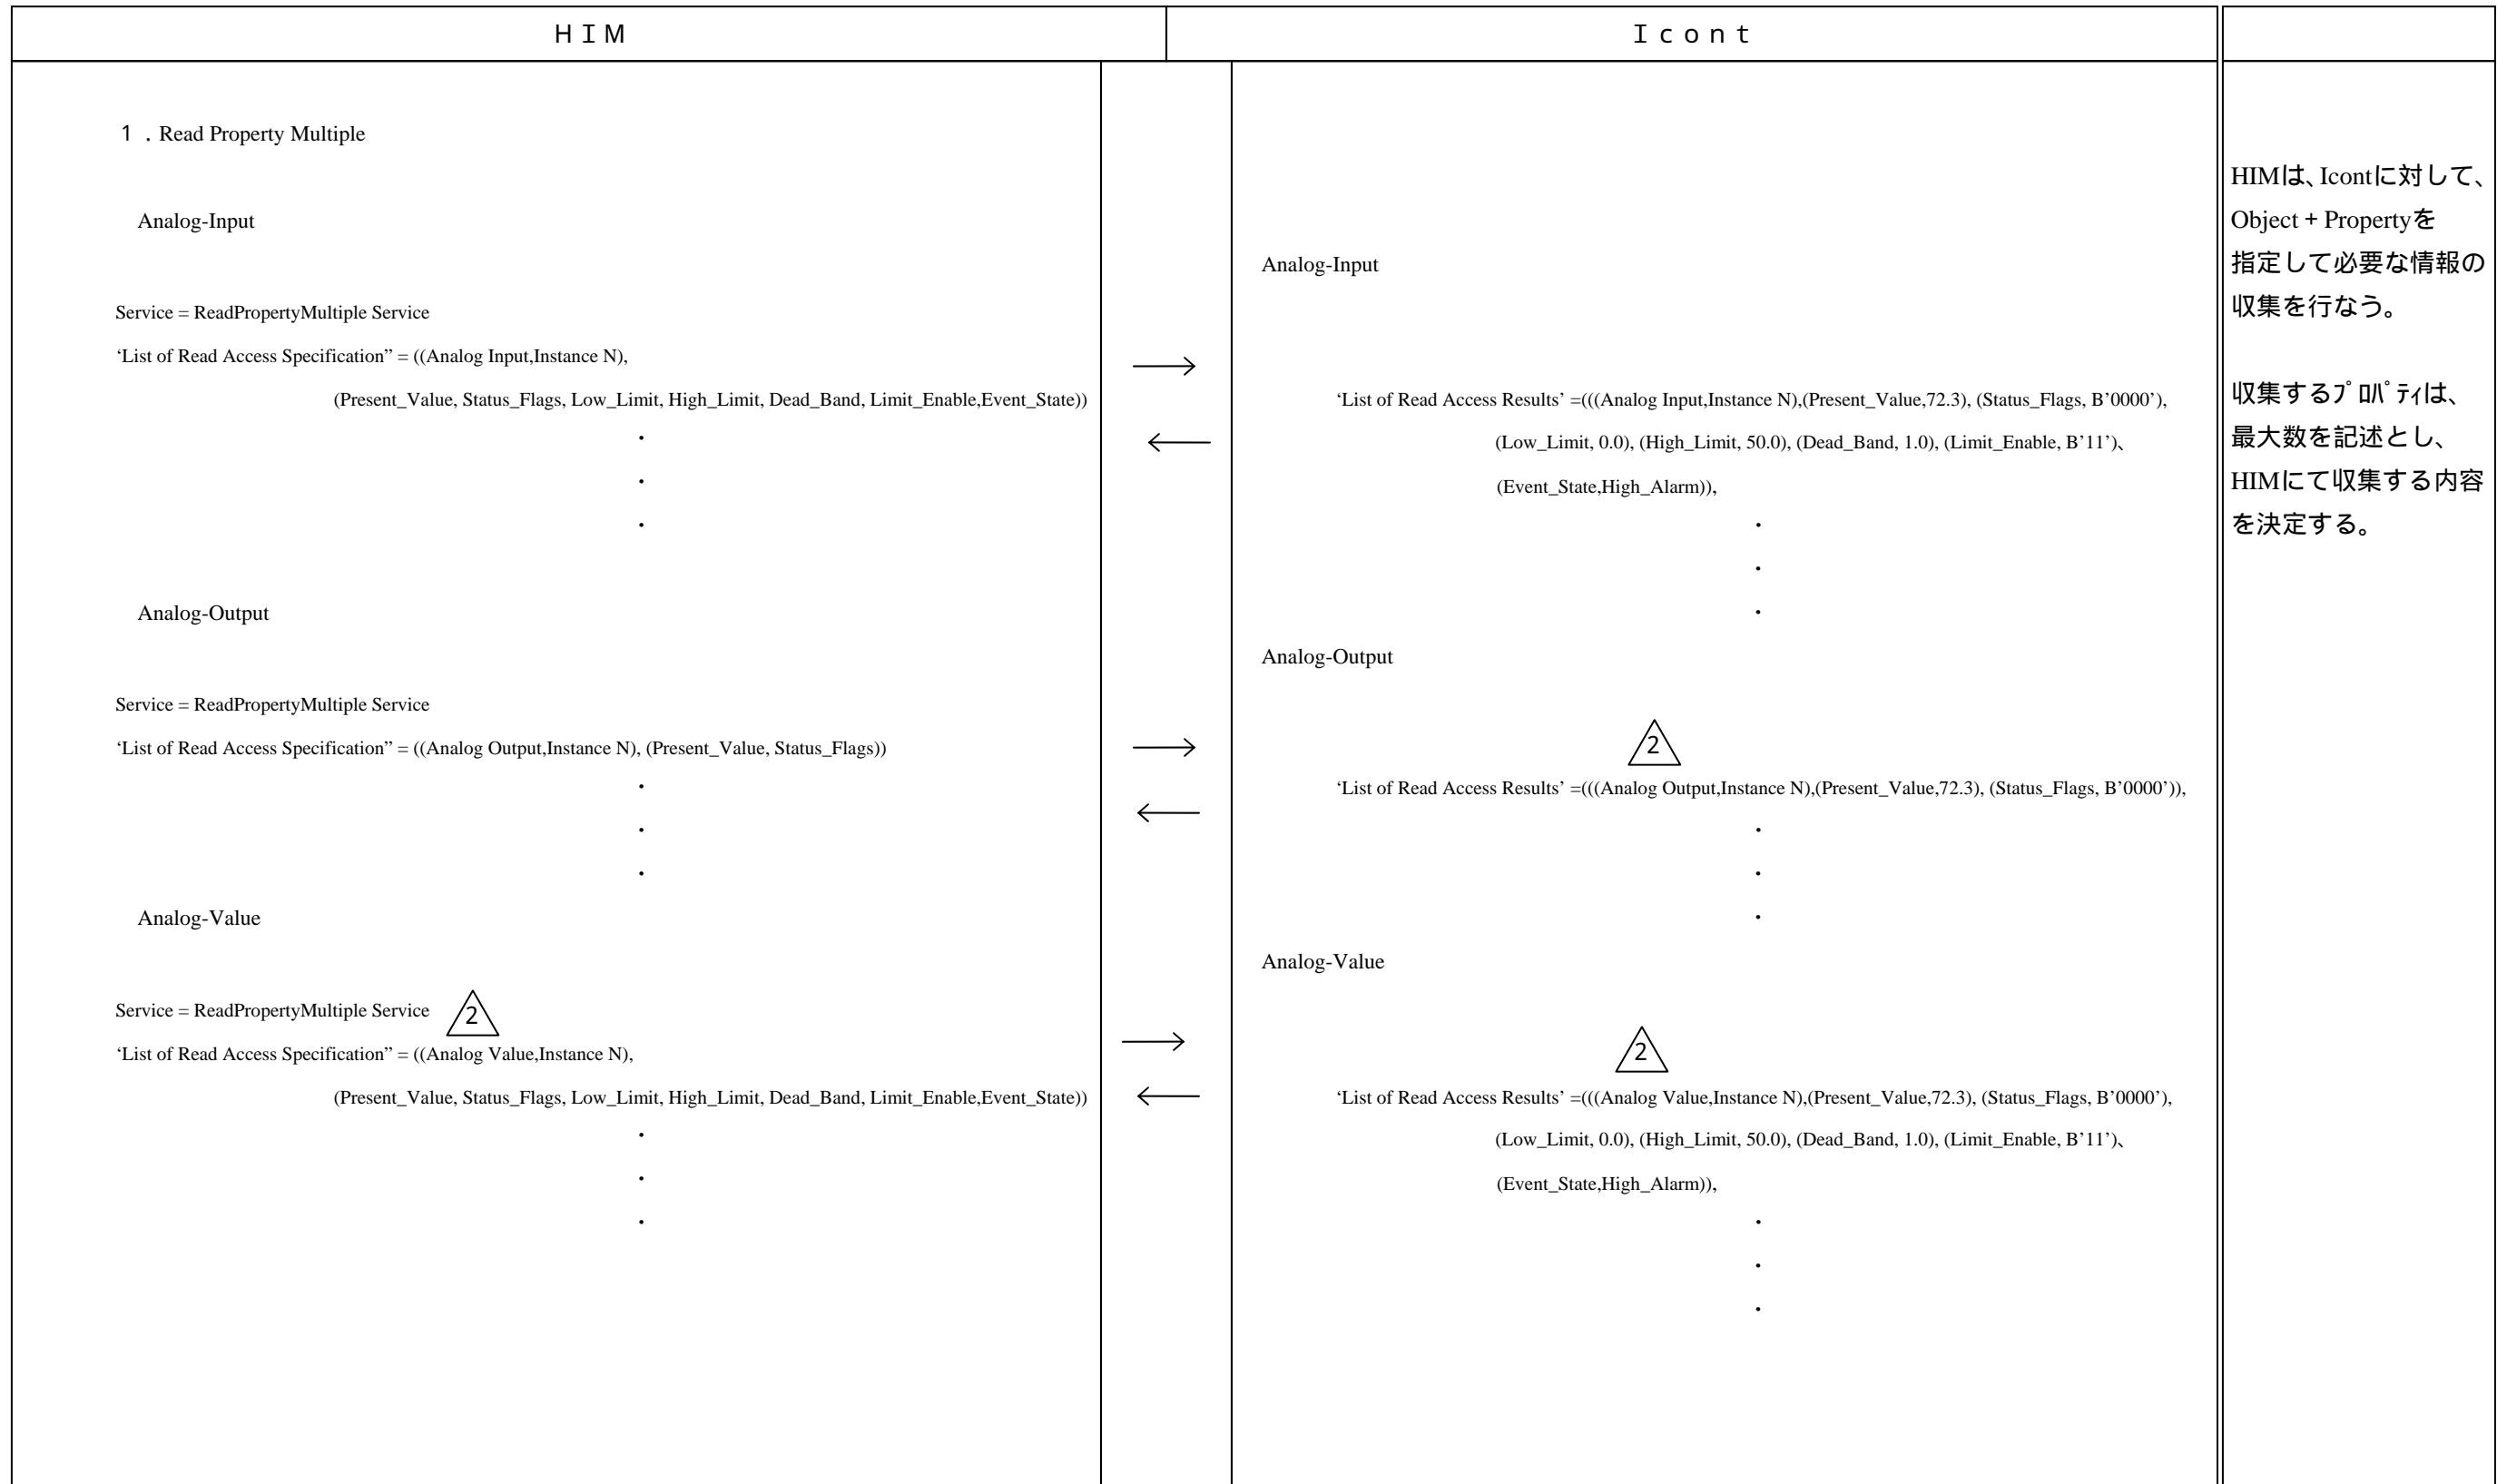 ＨＩＭ
Ｉｃｏｎｔ
１．Read Property Multiple
Analog-Input
Service = ReadPropertyMultiple Service
‘List of Read Access Specification” = ((Analog Input,Instance N),
(Present_Value, Status_Flags, Low_Limit, High_Limit, Dead_Band, Limit_Enable,Event_State))
・
・
・
Analog-Output
Service = ReadPropertyMultiple Service
‘List of Read Access Specification” = ((Analog Output,Instance N), (Present_Value, Status_Flags))
・
・
・
Analog-Value
Service = ReadPropertyMultiple Service
2
‘List of Read Access Specification” = ((Analog Value,Instance N),
(Present_Value, Status_Flags, Low_Limit, High_Limit, Dead_Band, Limit_Enable,Event_State))
・
・
・
Analog-Input
‘List of Read Access Results’ =(((Analog Input,Instance N),(Present_Value,72.3), (Status_Flags, B’0000’),
(Low_Limit, 0.0), (High_Limit, 50.0), (Dead_Band, 1.0), (Limit_Enable, B’11’)、
(Event_State,High_Alarm)),
・
・
・
Analog-Output
2
‘List of Read Access Results’ =(((Analog Output,Instance N),(Present_Value,72.3), (Status_Flags, B’0000’)),
・
・
・
Analog-Value
2
‘List of Read Access Results’ =(((Analog Value,Instance N),(Present_Value,72.3), (Status_Flags, B’0000’),
(Low_Limit, 0.0), (High_Limit, 50.0), (Dead_Band, 1.0), (Limit_Enable, B’11’)、
(Event_State,High_Alarm)),
・
・
・
HIMは、Icontに対して、
Object＋Propertyを
指定して必要な情報の
収集を行なう。
収集するﾌﾟﾛﾊﾟﾃｨは、
最大数を記述とし、
HIMにて収集する内容
を決定する。